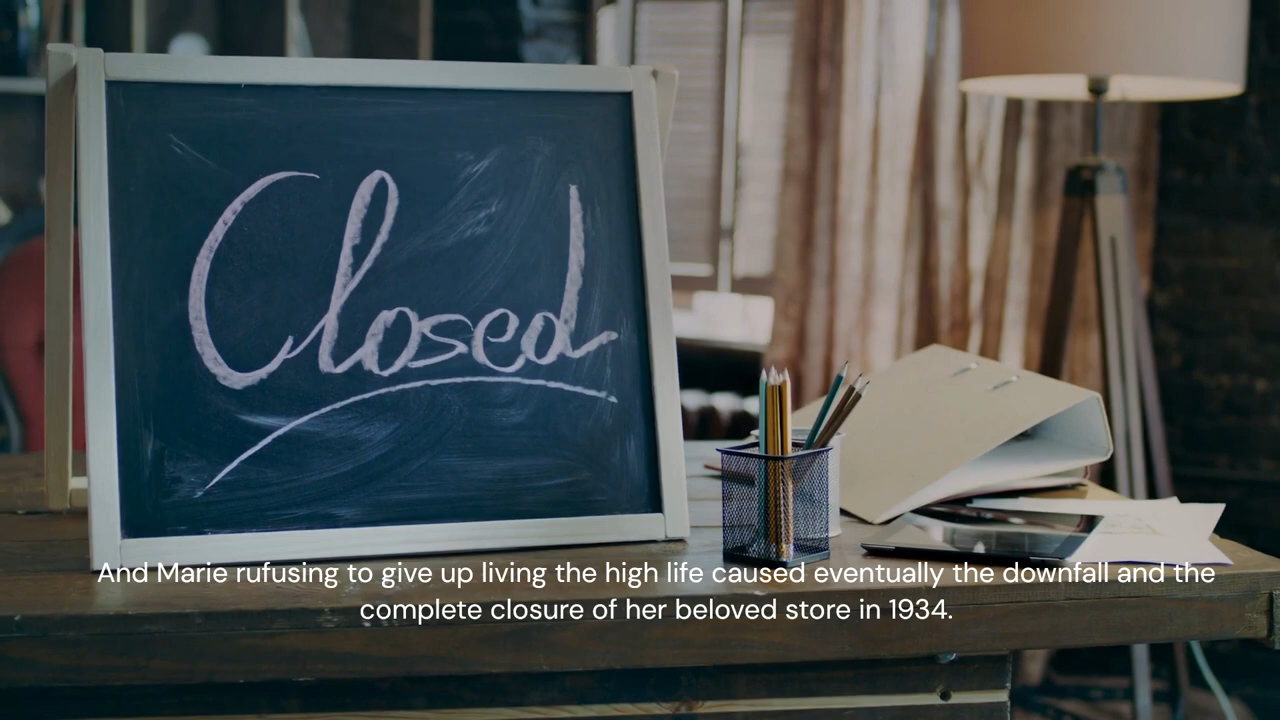 Closed
And Marie rufusing to give up living the high life caused eventually the downfall and the
complete closure of her beloved store in 1934.